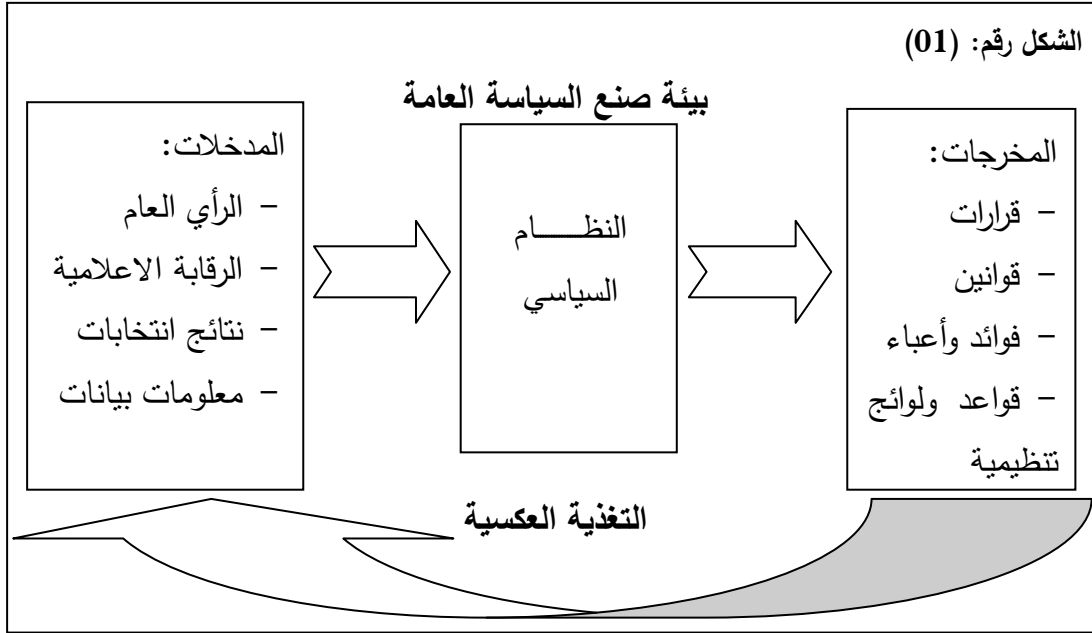 الشكل رقم: (01)
بيئة صنع السياسة العامة
المدخلات:
- الرأي العام
- الرقابة الاعلامية
- نتائج انتخابات
- معلومات بيانات
النظـــــام
السياسي
المخرجات:
- قرارات
- قوانين
- فوائد وأعباء
- قواعد ولوائج
تنظيمية
التغذية العكسية